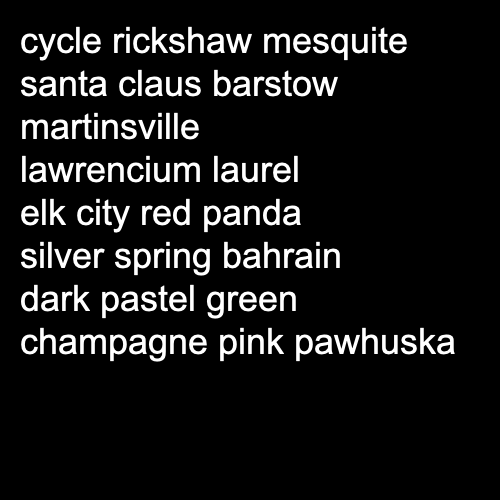 cycle rickshaw mesquite
santa claus barstow
martinsville
lawrencium laurel
elk city red panda
silver spring bahrain
dark pastel green
champagne pink pawhuska